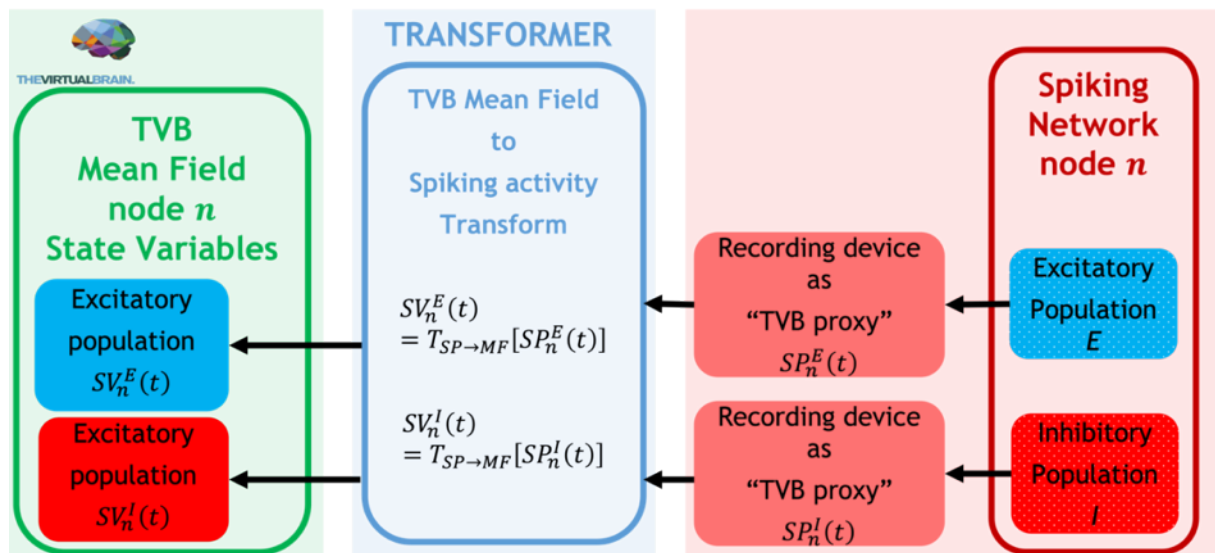 THEVIRTUALBRAIN.
TVB
Mean Field
node n
State Variables
Excitatory
population
SV_n^E(t)
Excitatory
population
SV_n^I(t)
TRANSFORMER
TVB Mean Field
to
Spiking activity
Transform
SV_n^E(t)
= T_{SP→MF}[SP_n^E(t)]
SV_n^I(t)
= T_{SP→MF}[SP_n^I(t)]
Recording device
as
“TVB proxy”
SP_n^E(t)
Recording device
as
“TVB proxy”
SP_n^I(t)
Spiking
Network
node n
Excitatory
Population
E
Inhibitory
Population
I